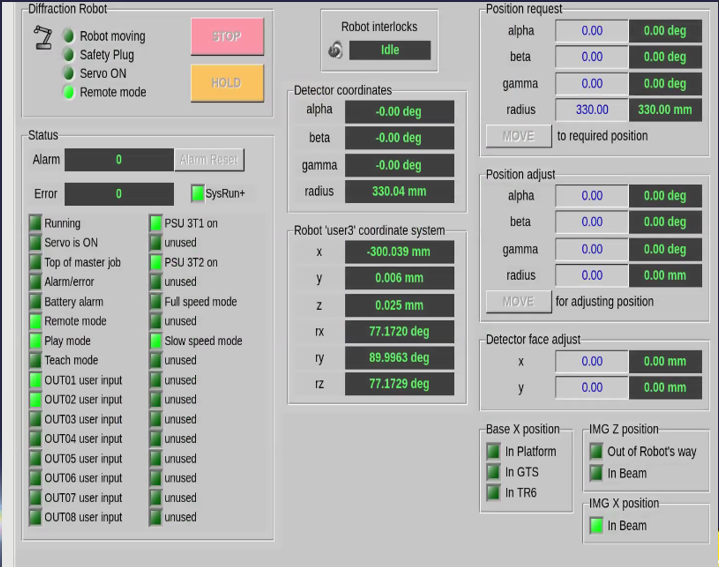 Diffraction Robot
Robot moving
Safety Plug
Servo ON
Remote mode
STOP
HOLD
Status
Alarm 0 Alarm Reset
Error 0 SysRun+
Running PSU 3T1 on
Servo is ON unused
Top of master job PSU 3T2 on
Alarm/error unused
Battery alarm Full speed mode
Remote mode unused
Play mode Slow speed mode
Teach mode unused
OUT01 user input unused
OUT02 user input unused
OUT03 user input unused
OUT04 user input unused
OUT05 user input unused
OUT06 user input unused
OUT07 user input unused
OUT08 user input unused
Robot interlocks
Idle
Detector coordinates
alpha -0.00 deg
beta -0.00 deg
gamma -0.00 deg
radius 330.04 mm
Robot 'user3' coordinate system
x -300.039 mm
y 0.006 mm
z 0.025 mm
rx 77.1720 deg
ry 89.9963 deg
rz 77.1729 deg
Position request
alpha 0.00 0.00 deg
beta 0.00 0.00 deg
gamma 0.00 0.00 deg
radius 330.00 330.00 mm
MOVE to required position
Position adjust
alpha 0.00 0.00 deg
beta 0.00 0.00 deg
gamma 0.00 0.00 deg
radius 0.00 0.00 mm
MOVE for adjusting position
Detector face adjust
x 0.00 0.00 mm
y 0.00 0.00 mm
Base X position
In Platform
In GTS
In TR6
IMG Z position
Out of Robot's way
In Beam
IMG X position
In Beam